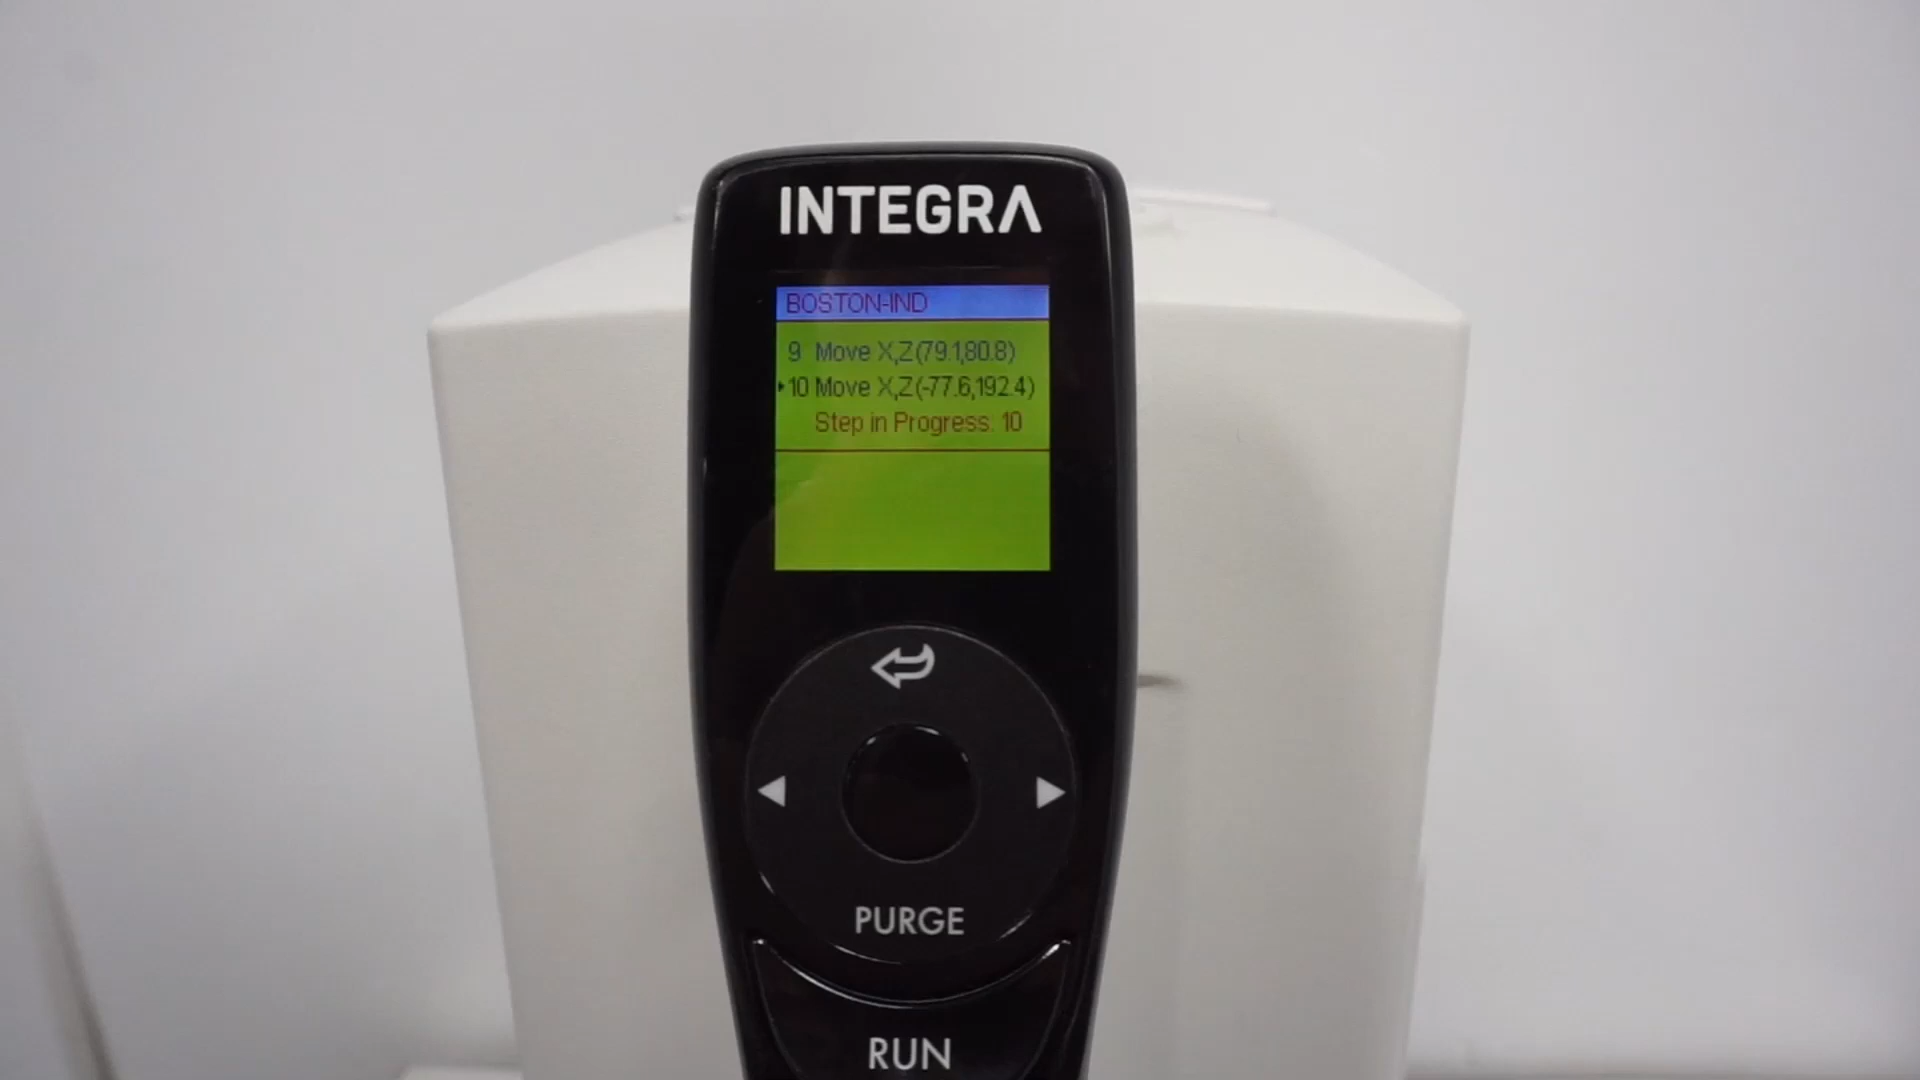 INTEGRA
BOSTON-IND
9 Move X,Z(79.1,80.8)
10 Move X,Z(-77.6,192.4)
Step in Progress: 10
PURGE
RUN